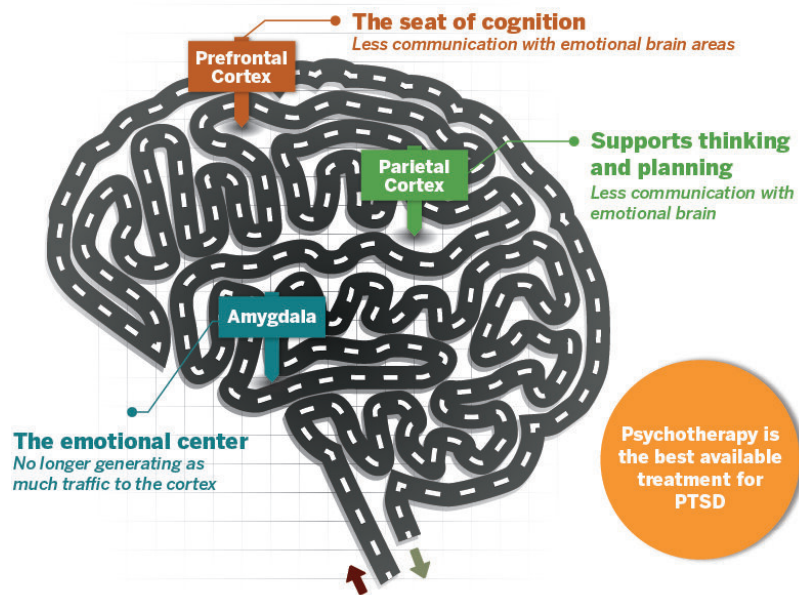 The seat of cognition
Less communication with emotional brain areas
Prefrontal
Cortex
Supports thinking
and planning
Less communication with
emotional brain
Parietal
Cortex
Amygdala
The emotional center
No longer generating as
much traffic to the cortex
Psychotherapy is
the best available
treatment for
PTSD